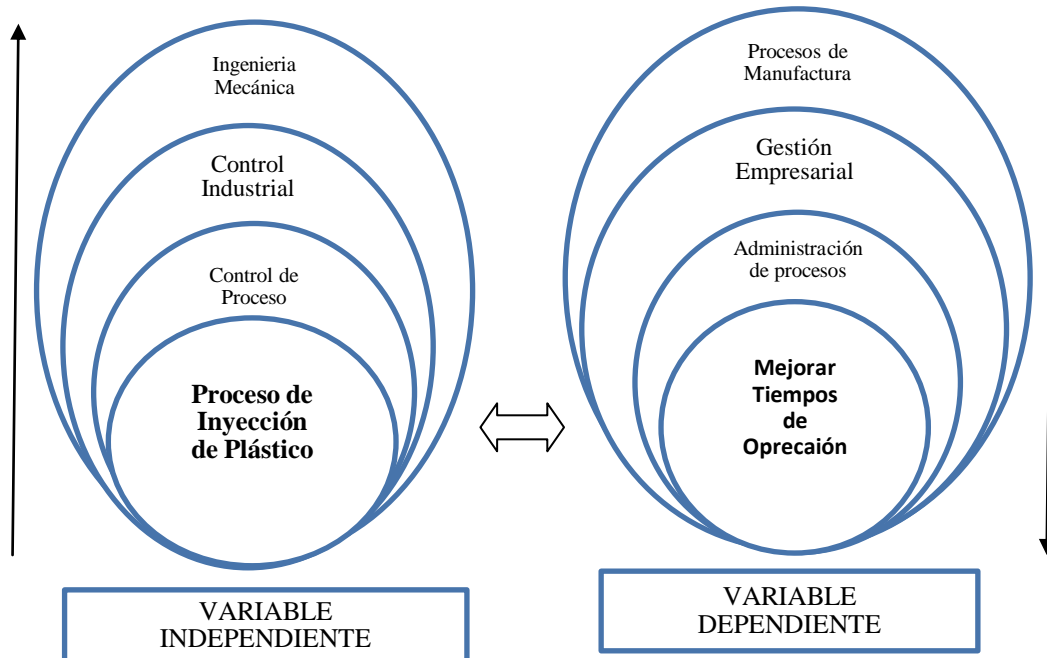 Ingenieria
Mecánica
Control
Industrial
Control de
Proceso
Proceso de
Inyección
de Plástico
VARIABLE
INDEPENDIENTE
Procesos de
Manufactura
Gestión
Empresarial
Administración
de procesos
Mejorar
Tiempos
de
Oprecaión
VARIABLE
DEPENDIENTE